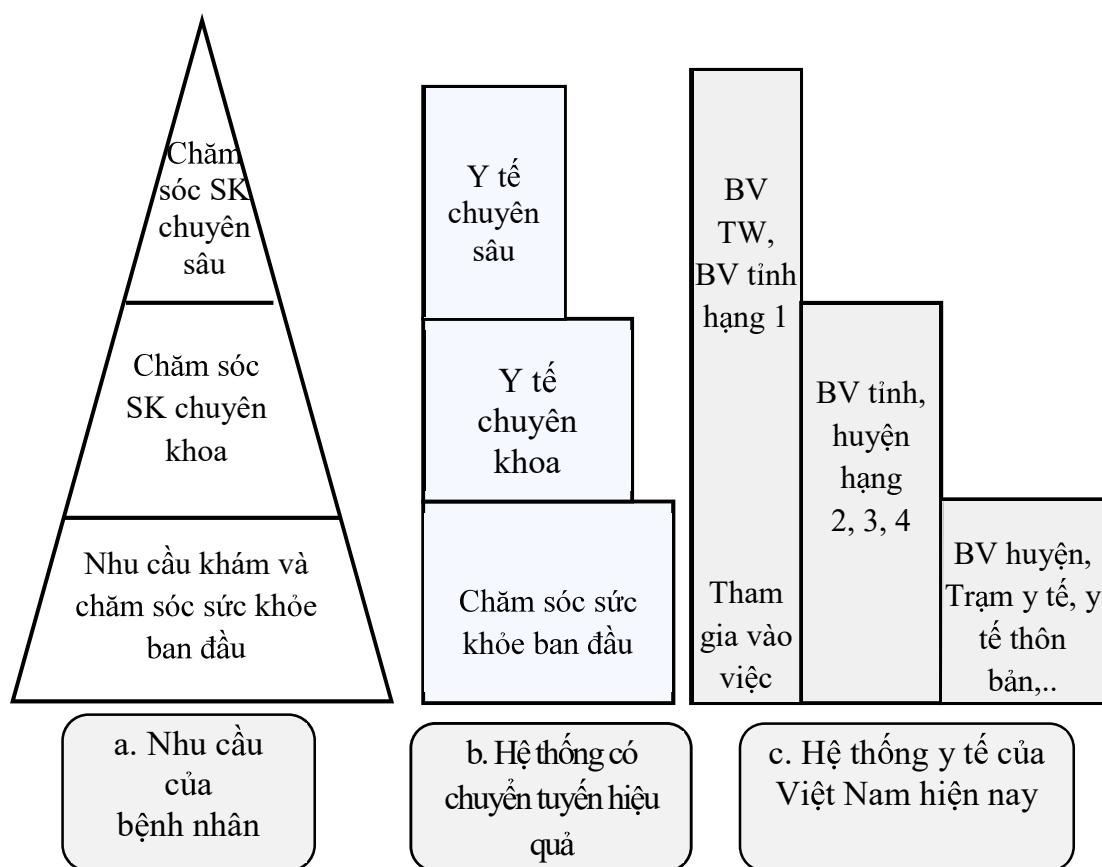 Chăm
sóc SK
chuyên
sâu
Chăm sóc
SK chuyên
khoa
Nhu cầu khám và
chăm sóc sức khỏe
ban đầu
a. Nhu cầu
của
bệnh nhân
Y tế
chuyên
sâu
Y tế
chuyên
khoa
Chăm sóc sức
khỏe ban đầu
b. Hệ thống có
chuyển tuyến hiệu
quả
BV
TW,
BV tỉnh
hạng 1
Tham
gia vào
việc
BV tỉnh,
huyện
hạng
2, 3, 4
BV huyện,
Trạm y tế, y
tế thôn
bản,..
c. Hệ thống y tế của
Việt Nam hiện nay